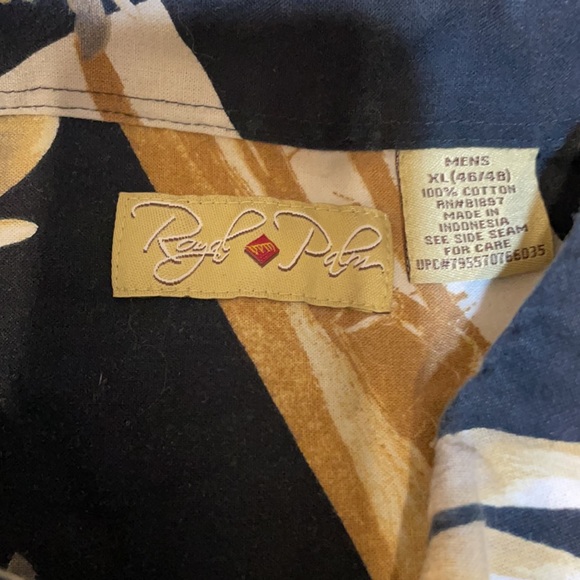 Royal Palm
MENS
XL(46/48)
100% COTTON
RN#81897
MADE IN
INDONESIA
SEE SIDE SEAM
FOR CARE
UPC#795570766035